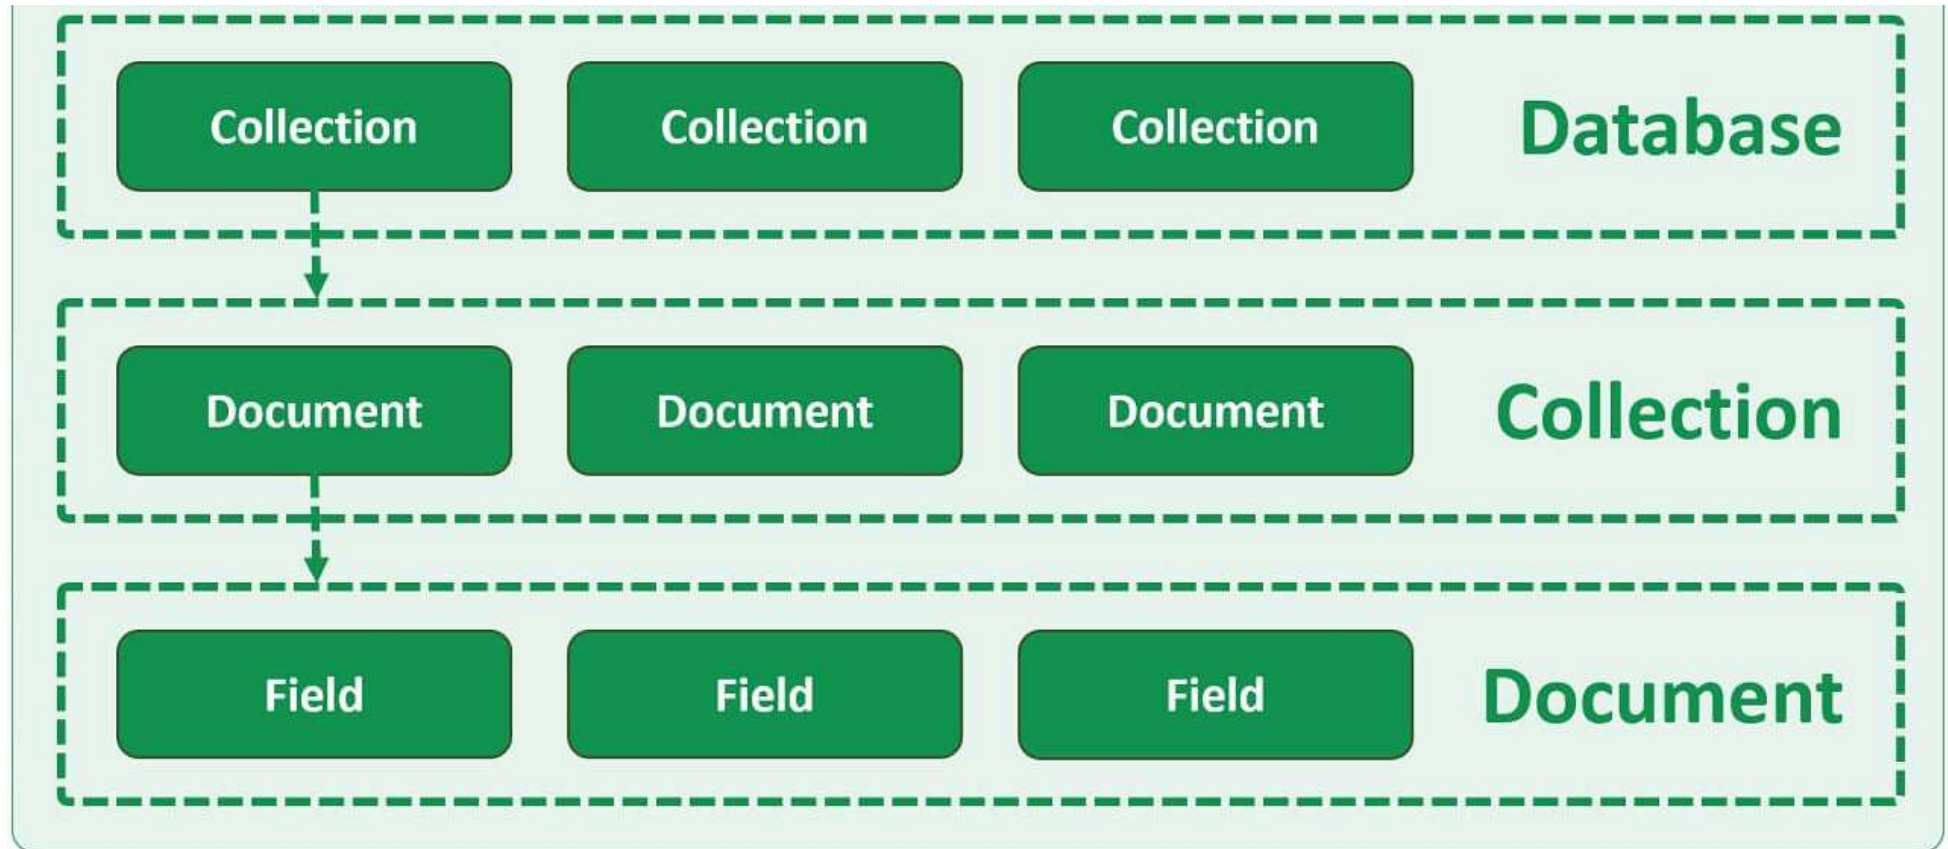 Collection Collection Collection Database
Document Document Document Collection
Field Field Field Document